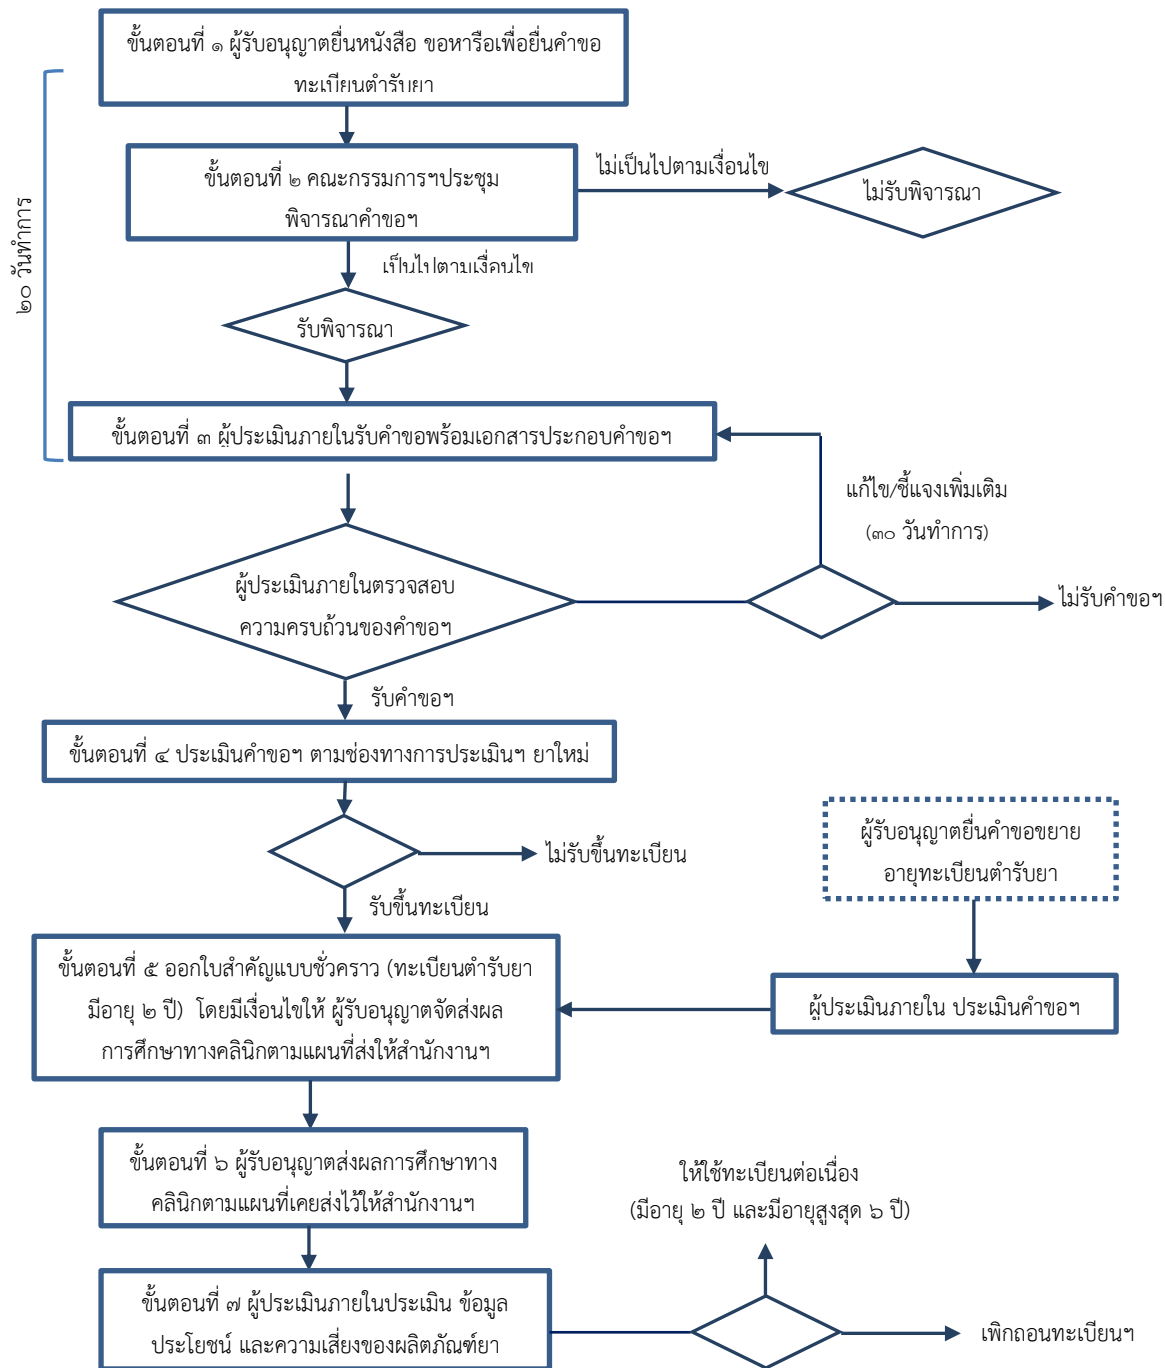 ขั้นตอนที่ ๑ ผู้รับอนุญาตยื่นหนังสือ ขอหารือเพื่อยื่นคำขอ
ทะเบียนตำรับยา
๒๐ วันทำการ
ขั้นตอนที่ ๒ คณะกรรมการฯประชุม
พิจารณาคำขอฯ
ไม่เป็นไปตามเงื่อนไข
ไม่รับพิจารณา
เป็นไปตามเงื่อนไข
รับพิจารณา
ขั้นตอนที่ ๓ ผู้ประเมินภายในรับคำขอพร้อมเอกสารประกอบคำขอฯ
แก้ไข/ชี้แจงเพิ่มเติม
(๓๐ วันทำการ)
ผู้ประเมินภายในตรวจสอบ
ความครบถ้วนของคำขอฯ
ไม่รับคำขอฯ
รับคำขอฯ
ขั้นตอนที่ ๔ ประเมินคำขอฯ ตามช่องทางการประเมินฯ ยาใหม่
ไม่รับขึ้นทะเบียน
รับขึ้นทะเบียน
ผู้รับอนุญาตยื่นคำขอขยาย
อายุทะเบียนตำรับยา
ขั้นตอนที่ ๕ ออกใบสำคัญแบบชั่วคราว (ทะเบียนตำรับยา
มีอายุ ๒ ปี) โดยมีเงื่อนไขให้ ผู้รับอนุญาตจัดส่งผล
การศึกษาทางคลินิกตามแผนที่ส่งให้สำนักงานฯ
ผู้ประเมินภายใน ประเมินคำขอฯ
ขั้นตอนที่ ๖ ผู้รับอนุญาตส่งผลการศึกษาทาง
คลินิกตามแผนที่เคยส่งไว้ให้สำนักงานฯ
ให้ใช้ทะเบียนต่อเนื่อง
(มีอายุ ๒ ปี และมีอายุสูงสุด ๖ ปี)
ขั้นตอนที่ ๗ ผู้ประเมินภายในประเมิน ข้อมูล
ประโยชน์ และความเสี่ยงของผลิตภัณฑ์ยา
เพิกถอนทะเบียนฯ